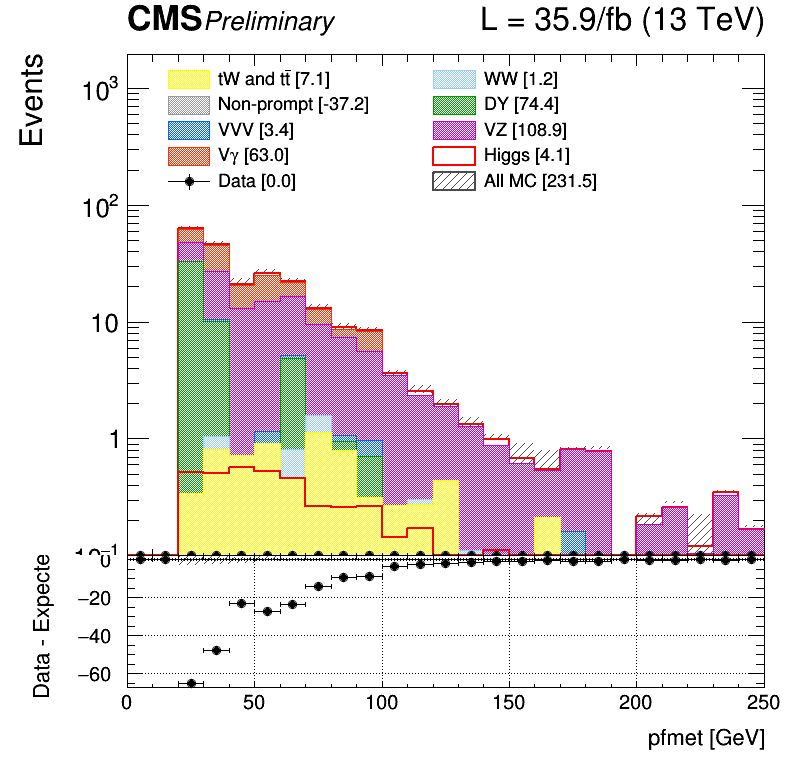 CMS Preliminary L = 35.9/fb (13 TeV)
Events
tW and tt̄ [7.1] WW [1.2]
Non-prompt [-37.2] DY [74.4]
VVV [3.4] VZ [108.9]
Vγ [63.0] Higgs [4.1]
Data [0.0] All MC [231.5]
10³
10²
10
1
Data - Expecte
0
−20
−40
−60
0 50 100 150 200 250
pfmet [GeV]